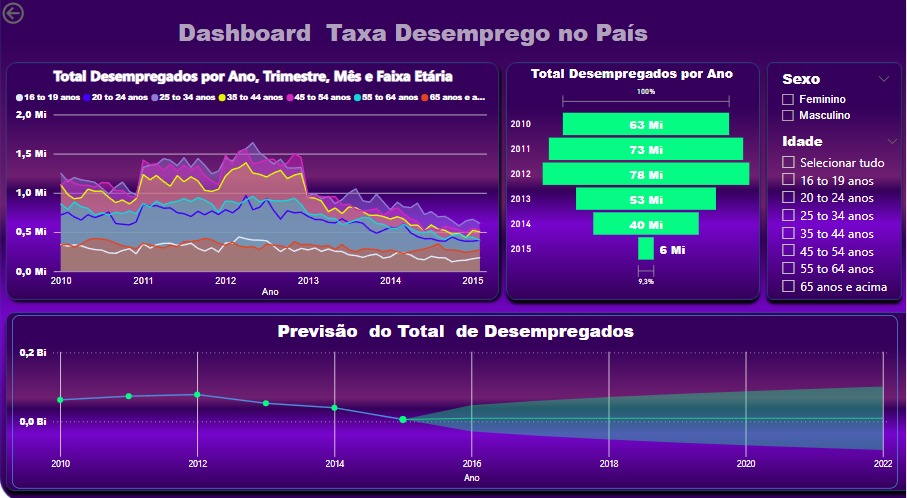 Dashboard Taxa Desemprego no País
Total Desempregados por Ano, Trimestre, Mês e Faixa Etária
16 to 19 anos 20 to 24 anos 25 to 34 anos 35 to 44 anos 45 to 54 anos 55 to 64 anos 65 anos e a...
2,0 Mi
1,5 Mi
1,0 Mi
0,5 Mi
0,0 Mi
2010 2011 2012 2013 2014 2015
Ano
Total Desempregados por Ano
100%
2010 63 Mi
2011 73 Mi
2012 78 Mi
2013 53 Mi
2014 40 Mi
2015 6 Mi
9,3%
Sexo
Feminino
Masculino
Idade
Selecionar tudo
16 to 19 anos
20 to 24 anos
25 to 34 anos
35 to 44 anos
45 to 54 anos
55 to 64 anos
65 anos e acima
Previsão do Total de Desempregados
0,2 Bi
0,0 Bi
2010 2012 2014 2016 2018 2020 2022
Ano